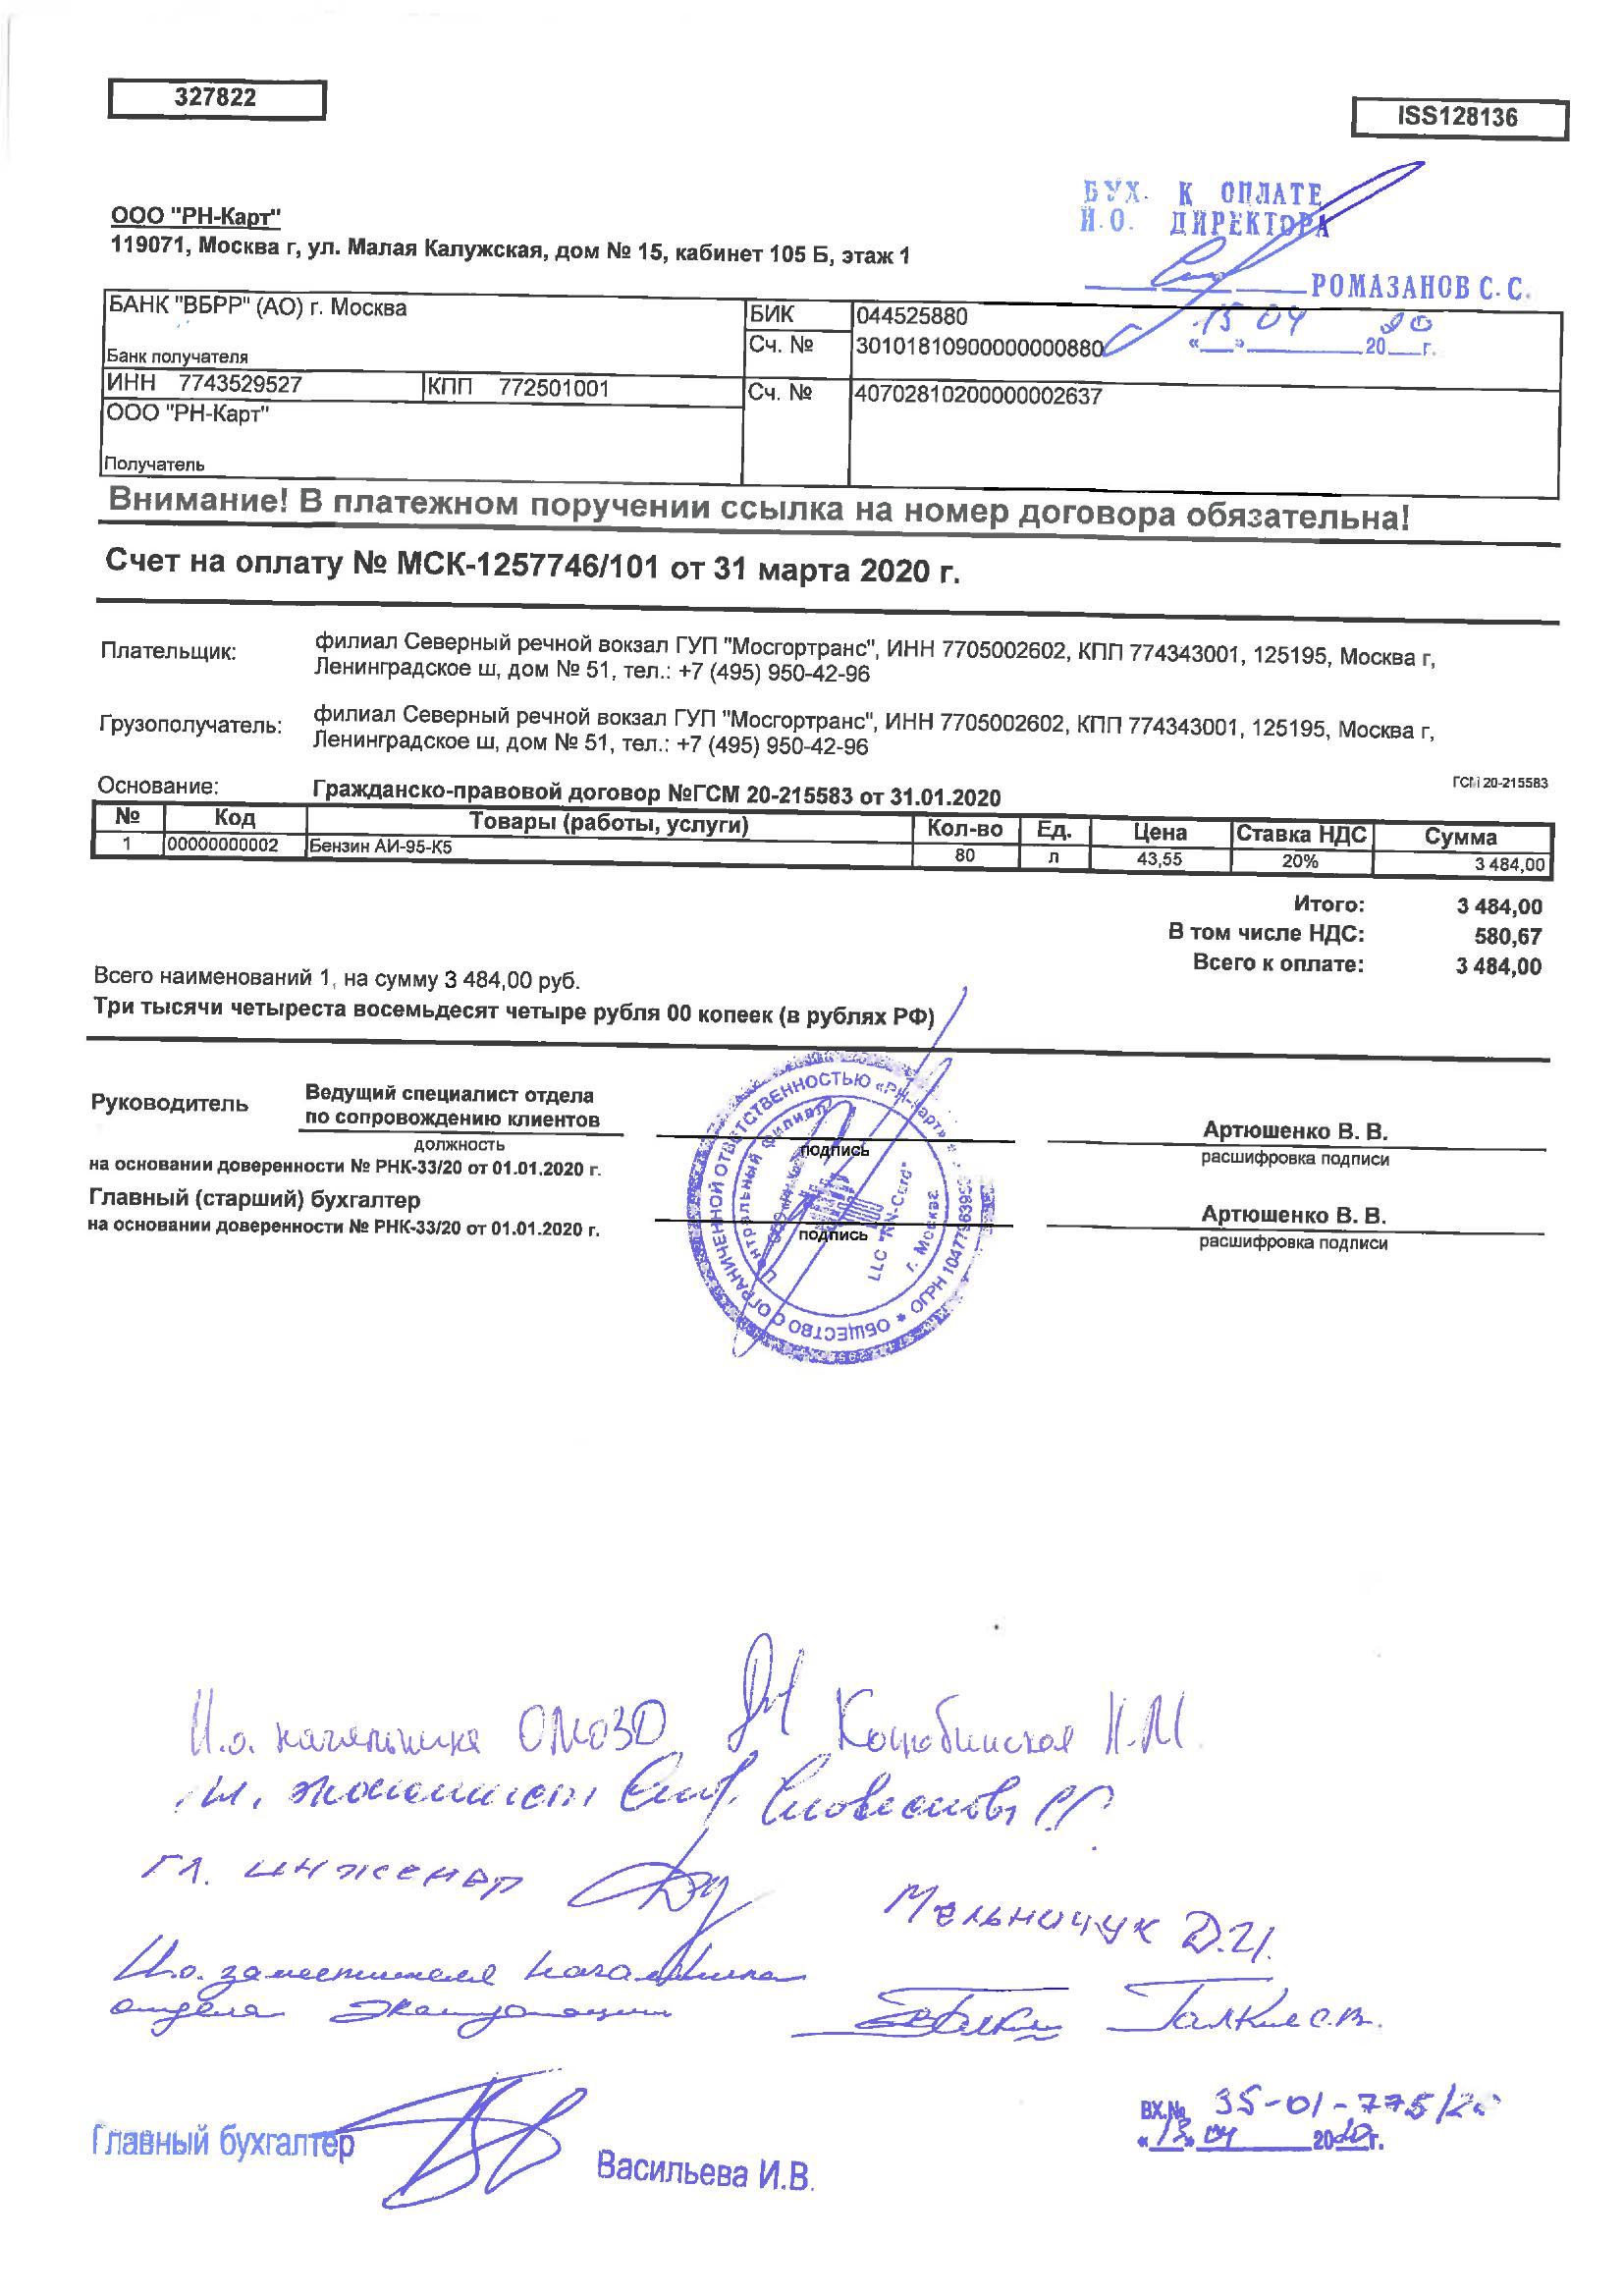 327822
ISS128136
БУХ. К ОПЛАТЕ
И.О. ДИРЕКТОРА
РОМАЗАНОВ С.С.
«15» 04 2020 г.
ООО "РН-Карт"
119071, Москва г, ул. Малая Калужская, дом № 15, кабинет 105 Б, этаж 1
БАНК "ВБРР" (АО) г. Москва
БИК 044525880
Банк получателя
Сч. № 30101810900000000880
ИНН 7743529527 КПП 772501001
Сч. № 40702810200000002637
ООО "РН-Карт"
Получатель
Внимание! В платежном поручении ссылка на номер договора обязательна!
Счет на оплату № МСК-1257746/101 от 31 марта 2020 г.
Плательщик: филиал Северный речной вокзал ГУП "Мосгортранс", ИНН 7705002602, КПП 774343001, 125195, Москва г,
Ленинградское ш, дом № 51, тел.: +7 (495) 950-42-96
Грузополучатель: филиал Северный речной вокзал ГУП "Мосгортранс", ИНН 7705002602, КПП 774343001, 125195, Москва г,
Ленинградское ш, дом № 51, тел.: +7 (495) 950-42-96
Основание: Гражданско-правовой договор №ГСМ 20-215583 от 31.01.2020
ГСМ 20-215583
№ Код Товары (работы, услуги) Кол-во Ед. Цена Ставка НДС Сумма
1 00000000002 Бензин АИ-95-К5 80 л 43,55 20% 3 484,00
Итого: 3 484,00
В том числе НДС: 580,67
Всего к оплате: 3 484,00
Всего наименований 1, на сумму 3 484,00 руб.
Три тысячи четыреста восемьдесят четыре рубля 00 копеек (в рублях РФ)
Руководитель Ведущий специалист отдела
по сопровождению клиентов
Артюшенко В. В.
должность подпись расшифровка подписи
на основании доверенности № РНК-33/20 от 01.01.2020 г.
Главный (старший) бухгалтер
Артюшенко В. В.
на основании доверенности № РНК-33/20 от 01.01.2020 г.
подпись расшифровка подписи
ОБЩЕСТВО С ОГРАНИЧЕННОЙ ОТВЕТСТВЕННОСТЬЮ «РН-Карт»
Центральный филиал
LLC "RN-Card"
г. Москва
И.о. начальника ОМОЗО Н.М.
экономист
гл. инженер Мельничук Д.И.
И.о. заместителя начальника
отдела эксплуатации Галкин С.В.
Главный бухгалтер Васильева И.В.
ВХ.№ 35-01-775/20
«13» 04 2020 г.